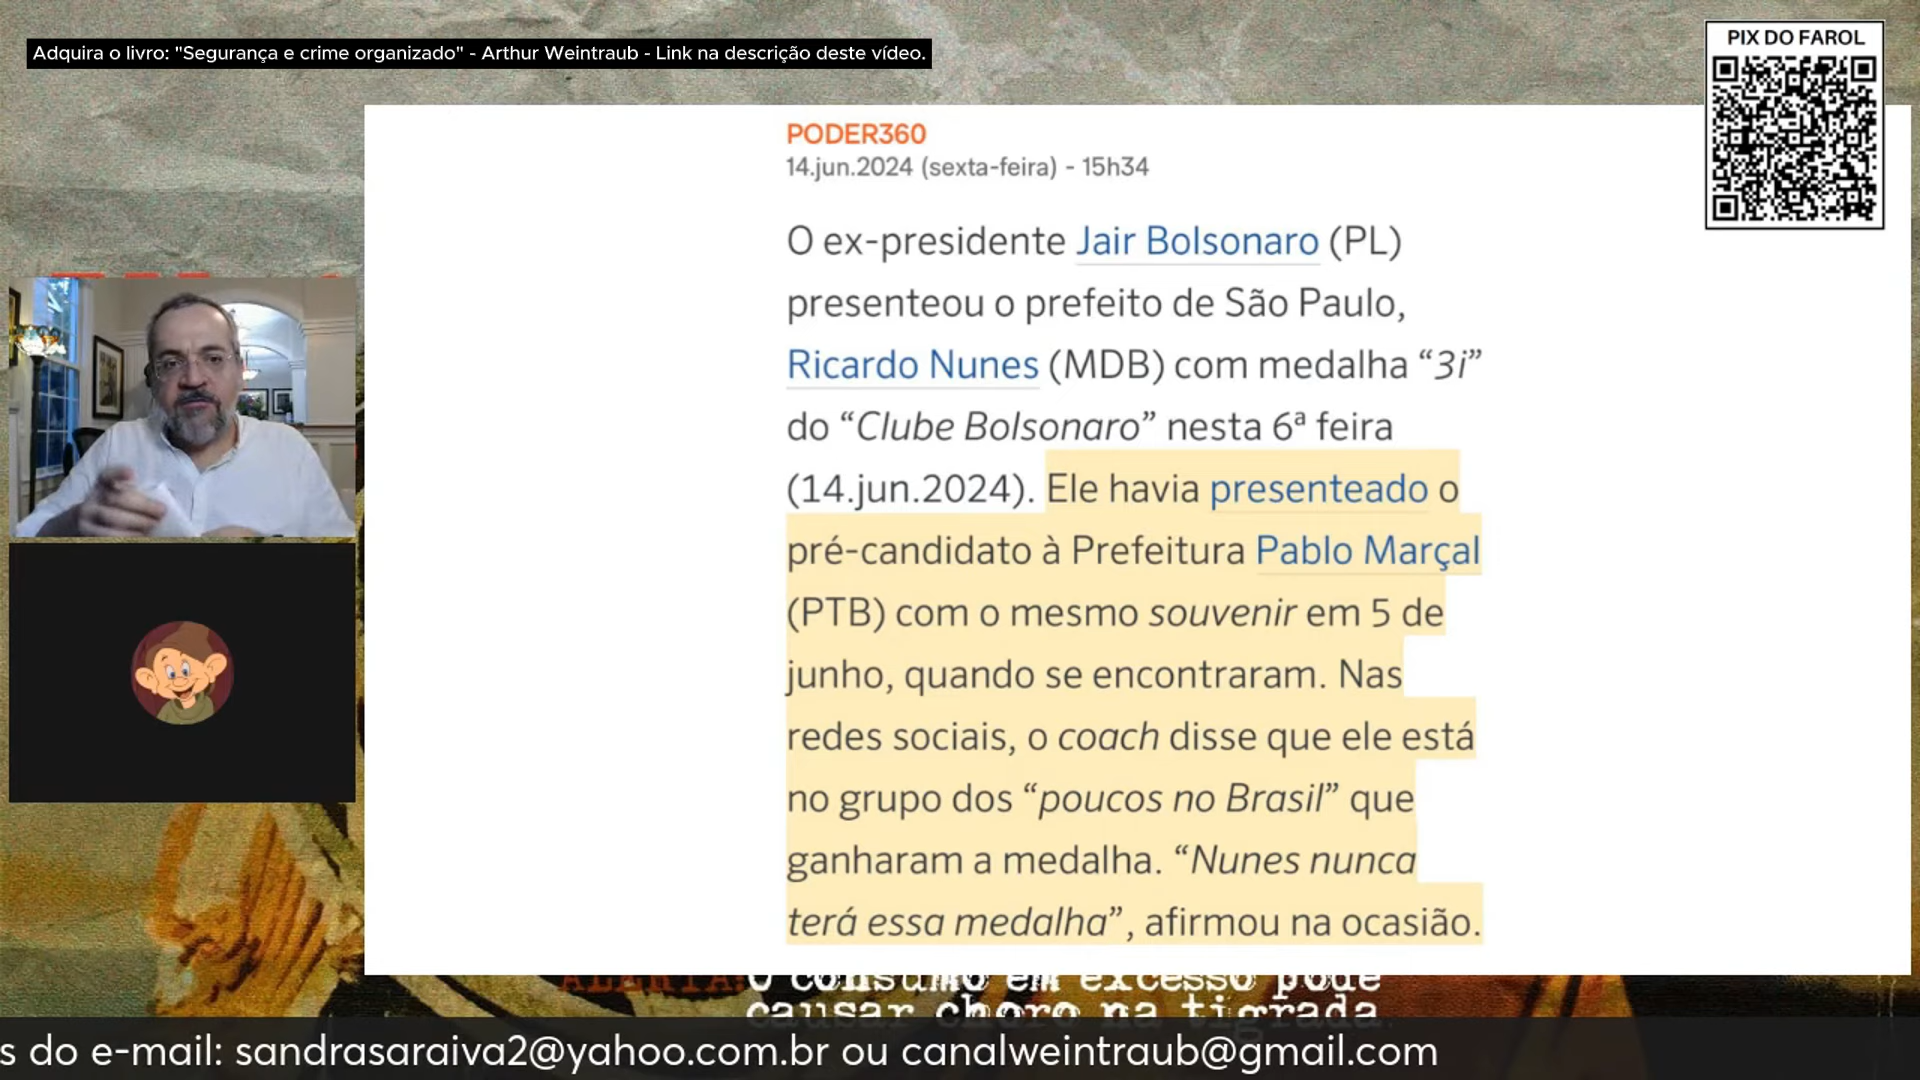 Adquira o livro: "Segurança e crime organizado" - Arthur Weintraub - Link na descrição deste vídeo.
PIX DO FAROL
PODER360
14.jun.2024 (sexta-feira) - 15h34
O ex-presidente Jair Bolsonaro (PL)
presenteou o prefeito de São Paulo,
Ricardo Nunes (MDB) com medalha “3i”
do “Clube Bolsonaro” nesta 6ª feira
(14.jun.2024). Ele havia presenteado o
pré-candidato à Prefeitura Pablo Marçal
(PTB) com o mesmo souvenir em 5 de
junho, quando se encontraram. Nas
redes sociais, o coach disse que ele está
no grupo dos “poucos no Brasil” que
ganharam a medalha. “Nunes nunca
terá essa medalha”, afirmou na ocasião.
ALERTA: O consumo em excesso pode
causar choro na tigrada
s do e-mail: sandrasaraiva2@yahoo.com.br ou canalweintraub@gmail.com